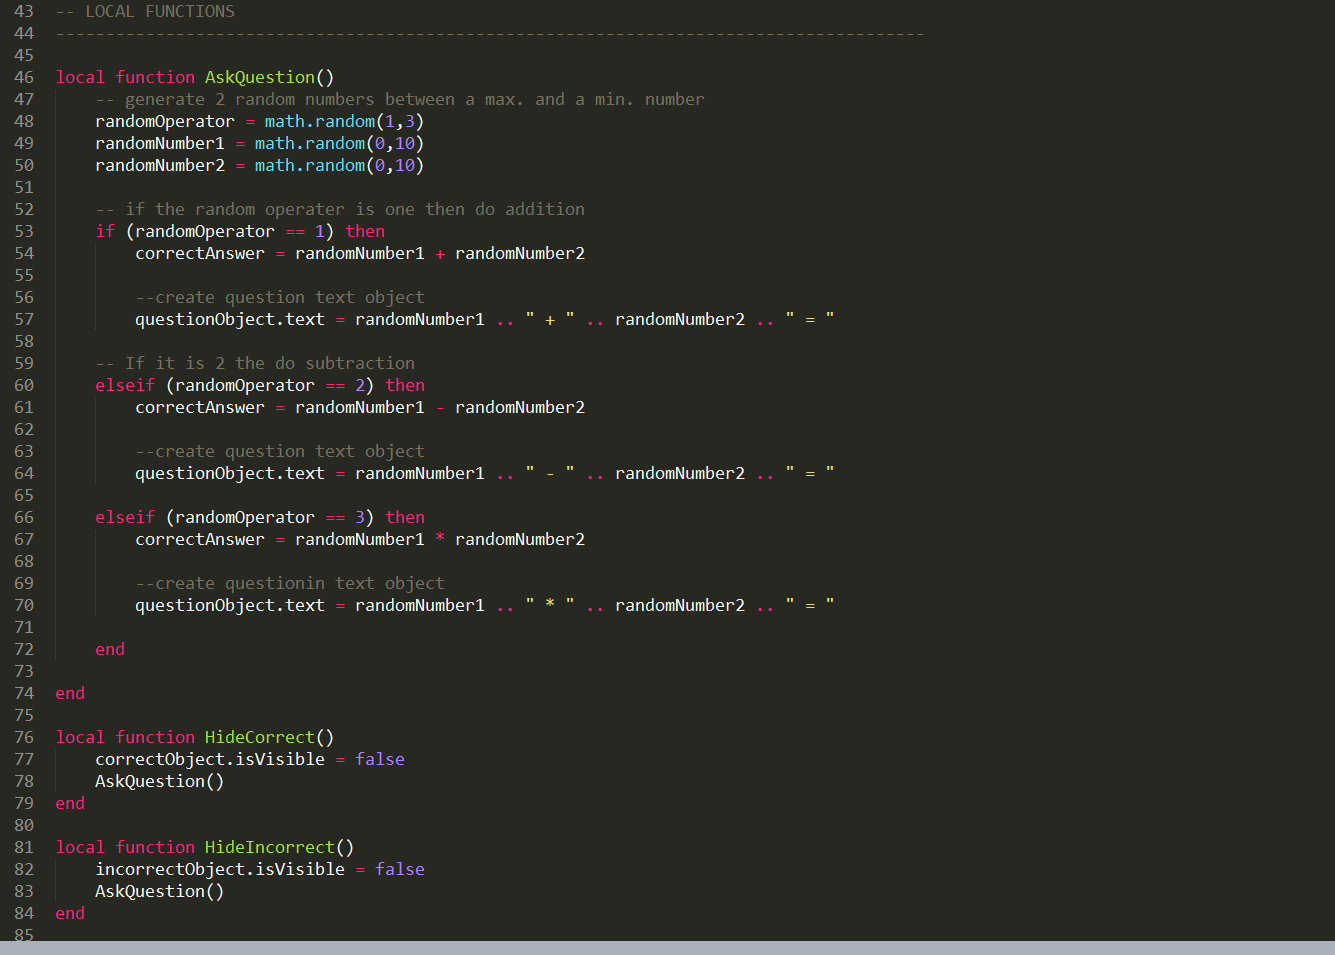 43 -- LOCAL FUNCTIONS
44 ---------------------------------------------------------------------------------------
45
46 local function AskQuestion()
47 -- generate 2 random numbers between a max. and a min. number
48 randomOperator = math.random(1,3)
49 randomNumber1 = math.random(0,10)
50 randomNumber2 = math.random(0,10)
51
52 -- if the random operater is one then do addition
53 if (randomOperator == 1) then
54 correctAnswer = randomNumber1 + randomNumber2
55
56 --create question text object
57 questionObject.text = randomNumber1 .. " + " .. randomNumber2 .. " = "
58
59 -- If it is 2 the do subtraction
60 elseif (randomOperator == 2) then
61 correctAnswer = randomNumber1 - randomNumber2
62
63 --create question text object
64 questionObject.text = randomNumber1 .. " - " .. randomNumber2 .. " = "
65
66 elseif (randomOperator == 3) then
67 correctAnswer = randomNumber1 * randomNumber2
68
69 --create questionin text object
70 questionObject.text = randomNumber1 .. " * " .. randomNumber2 .. " = "
71
72 end
73
74 end
75
76 local function HideCorrect()
77 correctObject.isVisible = false
78 AskQuestion()
79 end
80
81 local function HideIncorrect()
82 incorrectObject.isVisible = false
83 AskQuestion()
84 end
85